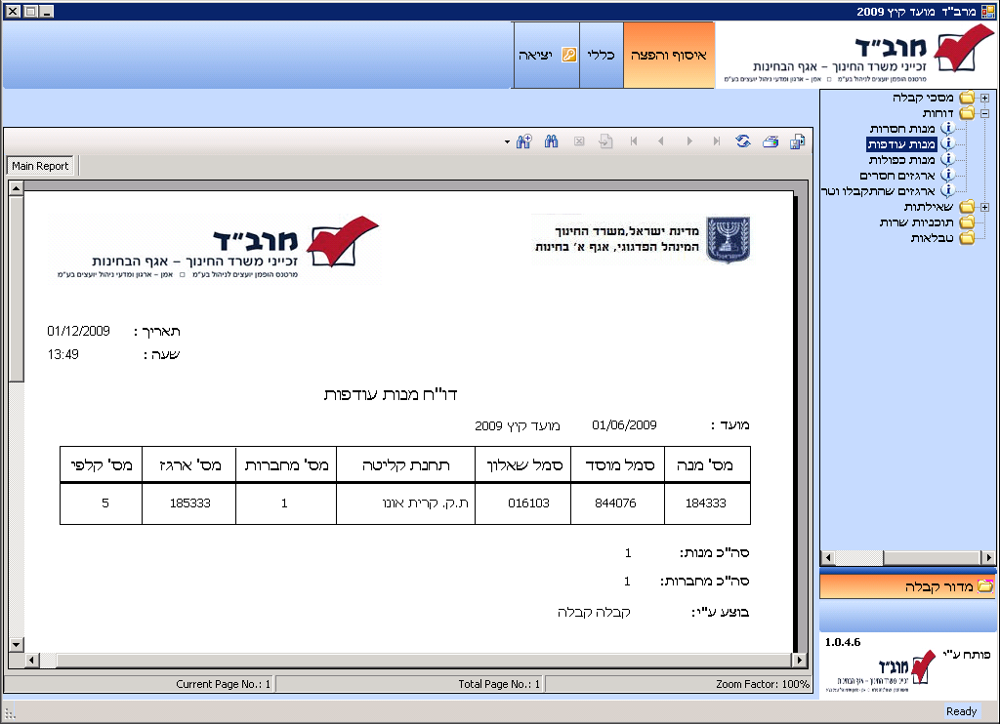 מרב"ד מועד קיץ 2009
איסוף והפצה
כללי
יציאה
מרב"ד
זכייני משרד החינוך - אגף הבחינות
מרטנס הופמן יועצים לניהול בע"מ □ אמן - ארגון ומדעי ניהול יועצים בע"מ
מסכי קבלה
דוחות
מנות חסרות
מנות עודפות
מנות כפולות
ארגזים חסרים
ארגזים שהתקבלו וטר
שאילתות
תוכניות שרות
טבלאות
Main Report
מדינת ישראל,משרד החינוך
המינהל הפדגוגי, אגף א' בחינות
מרב"ד
זכייני משרד החינוך - אגף הבחינות
מרטנס הופמן יועצים לניהול בע"מ □ אמן - ארגון ומדעי ניהול יועצים בע"מ
תאריך : 01/12/2009
שעה : 13:49
דו"ח מנות עודפות
מועד : 01/06/2009 מועד קיץ 2009
מס' מנה סמל מוסד סמל שאלון תחנת קליטה מס' מחברות מס' ארגז מס' קלפי
184333 844076 016103 ת.ק. קרית אונו 1 185333 5
סה"כ מנות: 1
סה"כ מחברות: 1
בוצע ע"י: קבלה קבלה
מדור קבלה
1.0.4.6
פותח ע"י
מרב"ד
זכייני משרד החינוך - אגף הבחינות
Current Page No.: 1
Total Page No.: 1
Zoom Factor: 100%
Ready